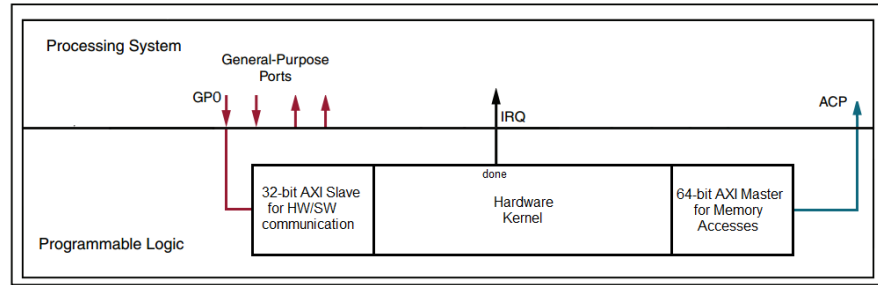 Processing System
General-Purpose
Ports
GP0
ACP
IRQ
done
32-bit AXI Slave
for HW/SW
communication
Hardware
Kernel
64-bit AXI Master
for Memory
Accesses
Programmable Logic